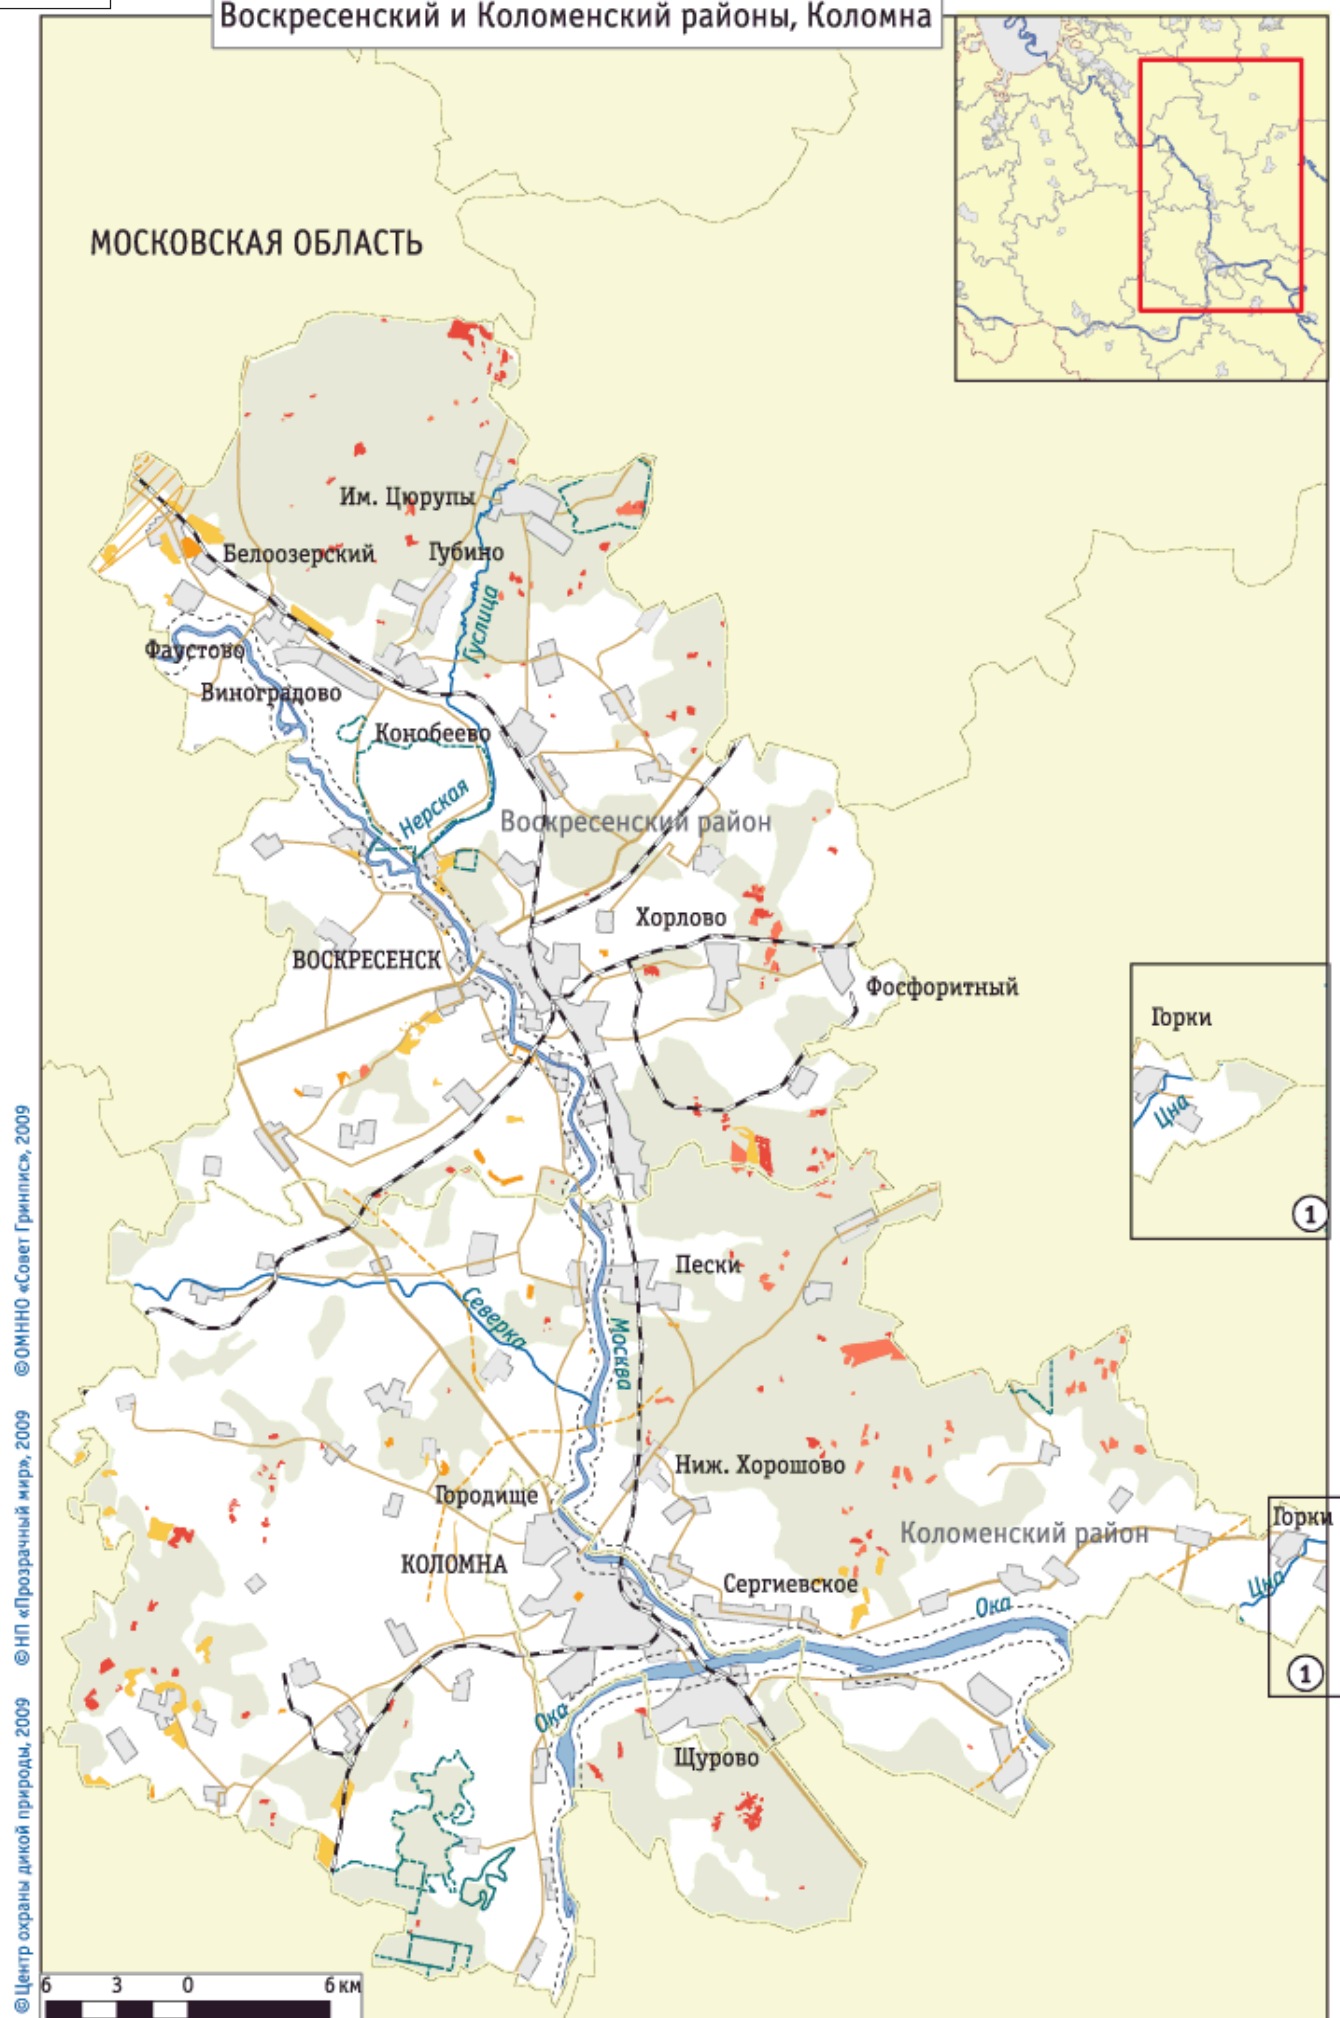 Воскресенский и Коломенский районы, Коломна
МОСКОВСКАЯ ОБЛАСТЬ
Им. Цюрупы
Белоозерский
Губино
Гуслица
Фаустово
Виноградово
Конобеево
Нерская
Воскресенский район
Хорлово
ВОСКРЕСЕНСК
Фосфоритный
Горки
Цна
1
Пески
Северка
Москва
Ниж. Хорошово
Городище
Коломенский район
Горки
КОЛОМНА
Сергиевское
Цна
Ока
1
Ока
Щурово
6 3 0 6 км
©Центр охраны дикой природы, 2009 ©НП «Прозрачный мир», 2009 ©ОМННО «Совет Гринпис», 2009